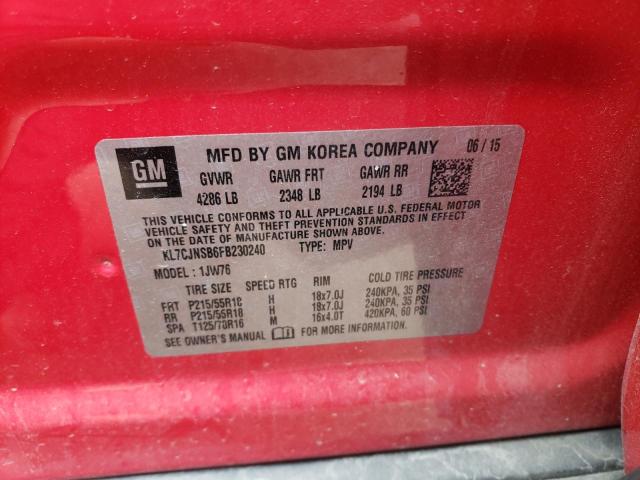 GM
MFD BY GM KOREA COMPANY 06/15
GVWR GAWR FRT GAWR RR
4286 LB 2348 LB 2194 LB
THIS VEHICLE CONFORMS TO ALL APPLICABLE U.S. FEDERAL MOTOR
VEHICLE SAFETY AND THEFT PREVENTION STANDARDS IN EFFECT
ON THE DATE OF MANUFACTURE SHOWN ABOVE.
KL7CJNSB6FB230240 TYPE: MPV
MODEL: 1JW76
TIRE SIZE SPEED RTG RIM COLD TIRE PRESSURE
FRT P215/55R18 H 18x7.0J 240KPA, 35 PSI
RR P215/55R18 H 18x7.0J 240KPA, 35 PSI
SPA T125/70R16 M 16x4.0T 420KPA, 60 PSI
SEE OWNER'S MANUAL FOR MORE INFORMATION.